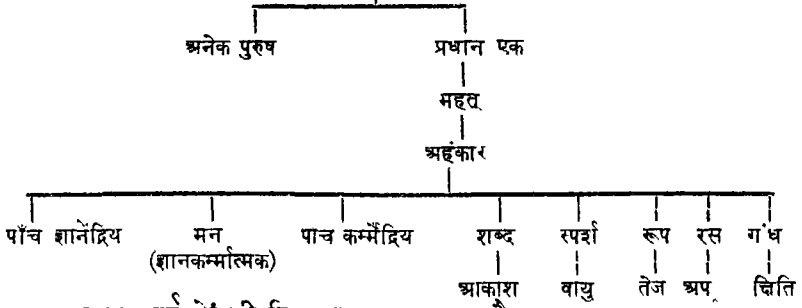 अनेक पुरुष प्रधान एक
महत्
अहंकार
पाँच ज्ञानेंद्रिय मन पाच कर्म्मेंद्रिय शब्द स्पर्श रूप रस गंध
(ज्ञानकर्म्मात्मक)
आकाश वायु तेज अप् क्षिति